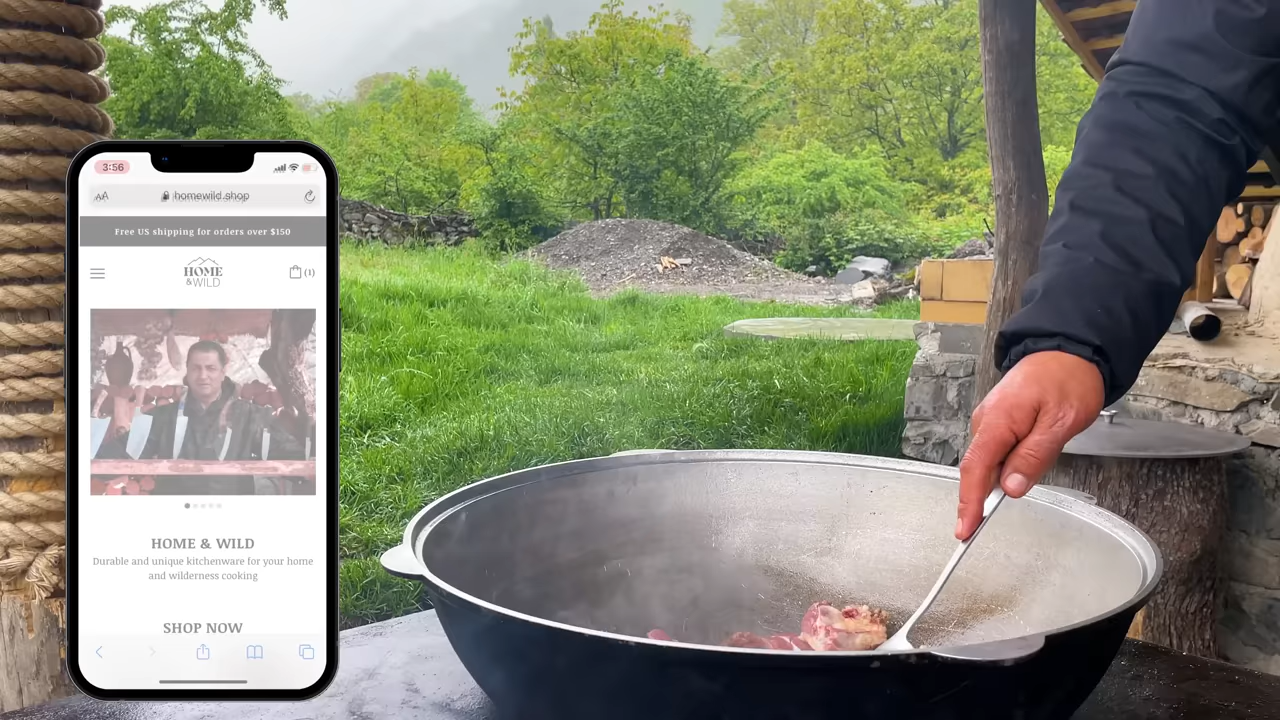 3:56
AA homewild.shop
Free US shipping for orders over $150
HOME
&WILD
(1)
HOME & WILD
Durable and unique kitchenware for your home
and wilderness cooking
SHOP NOW